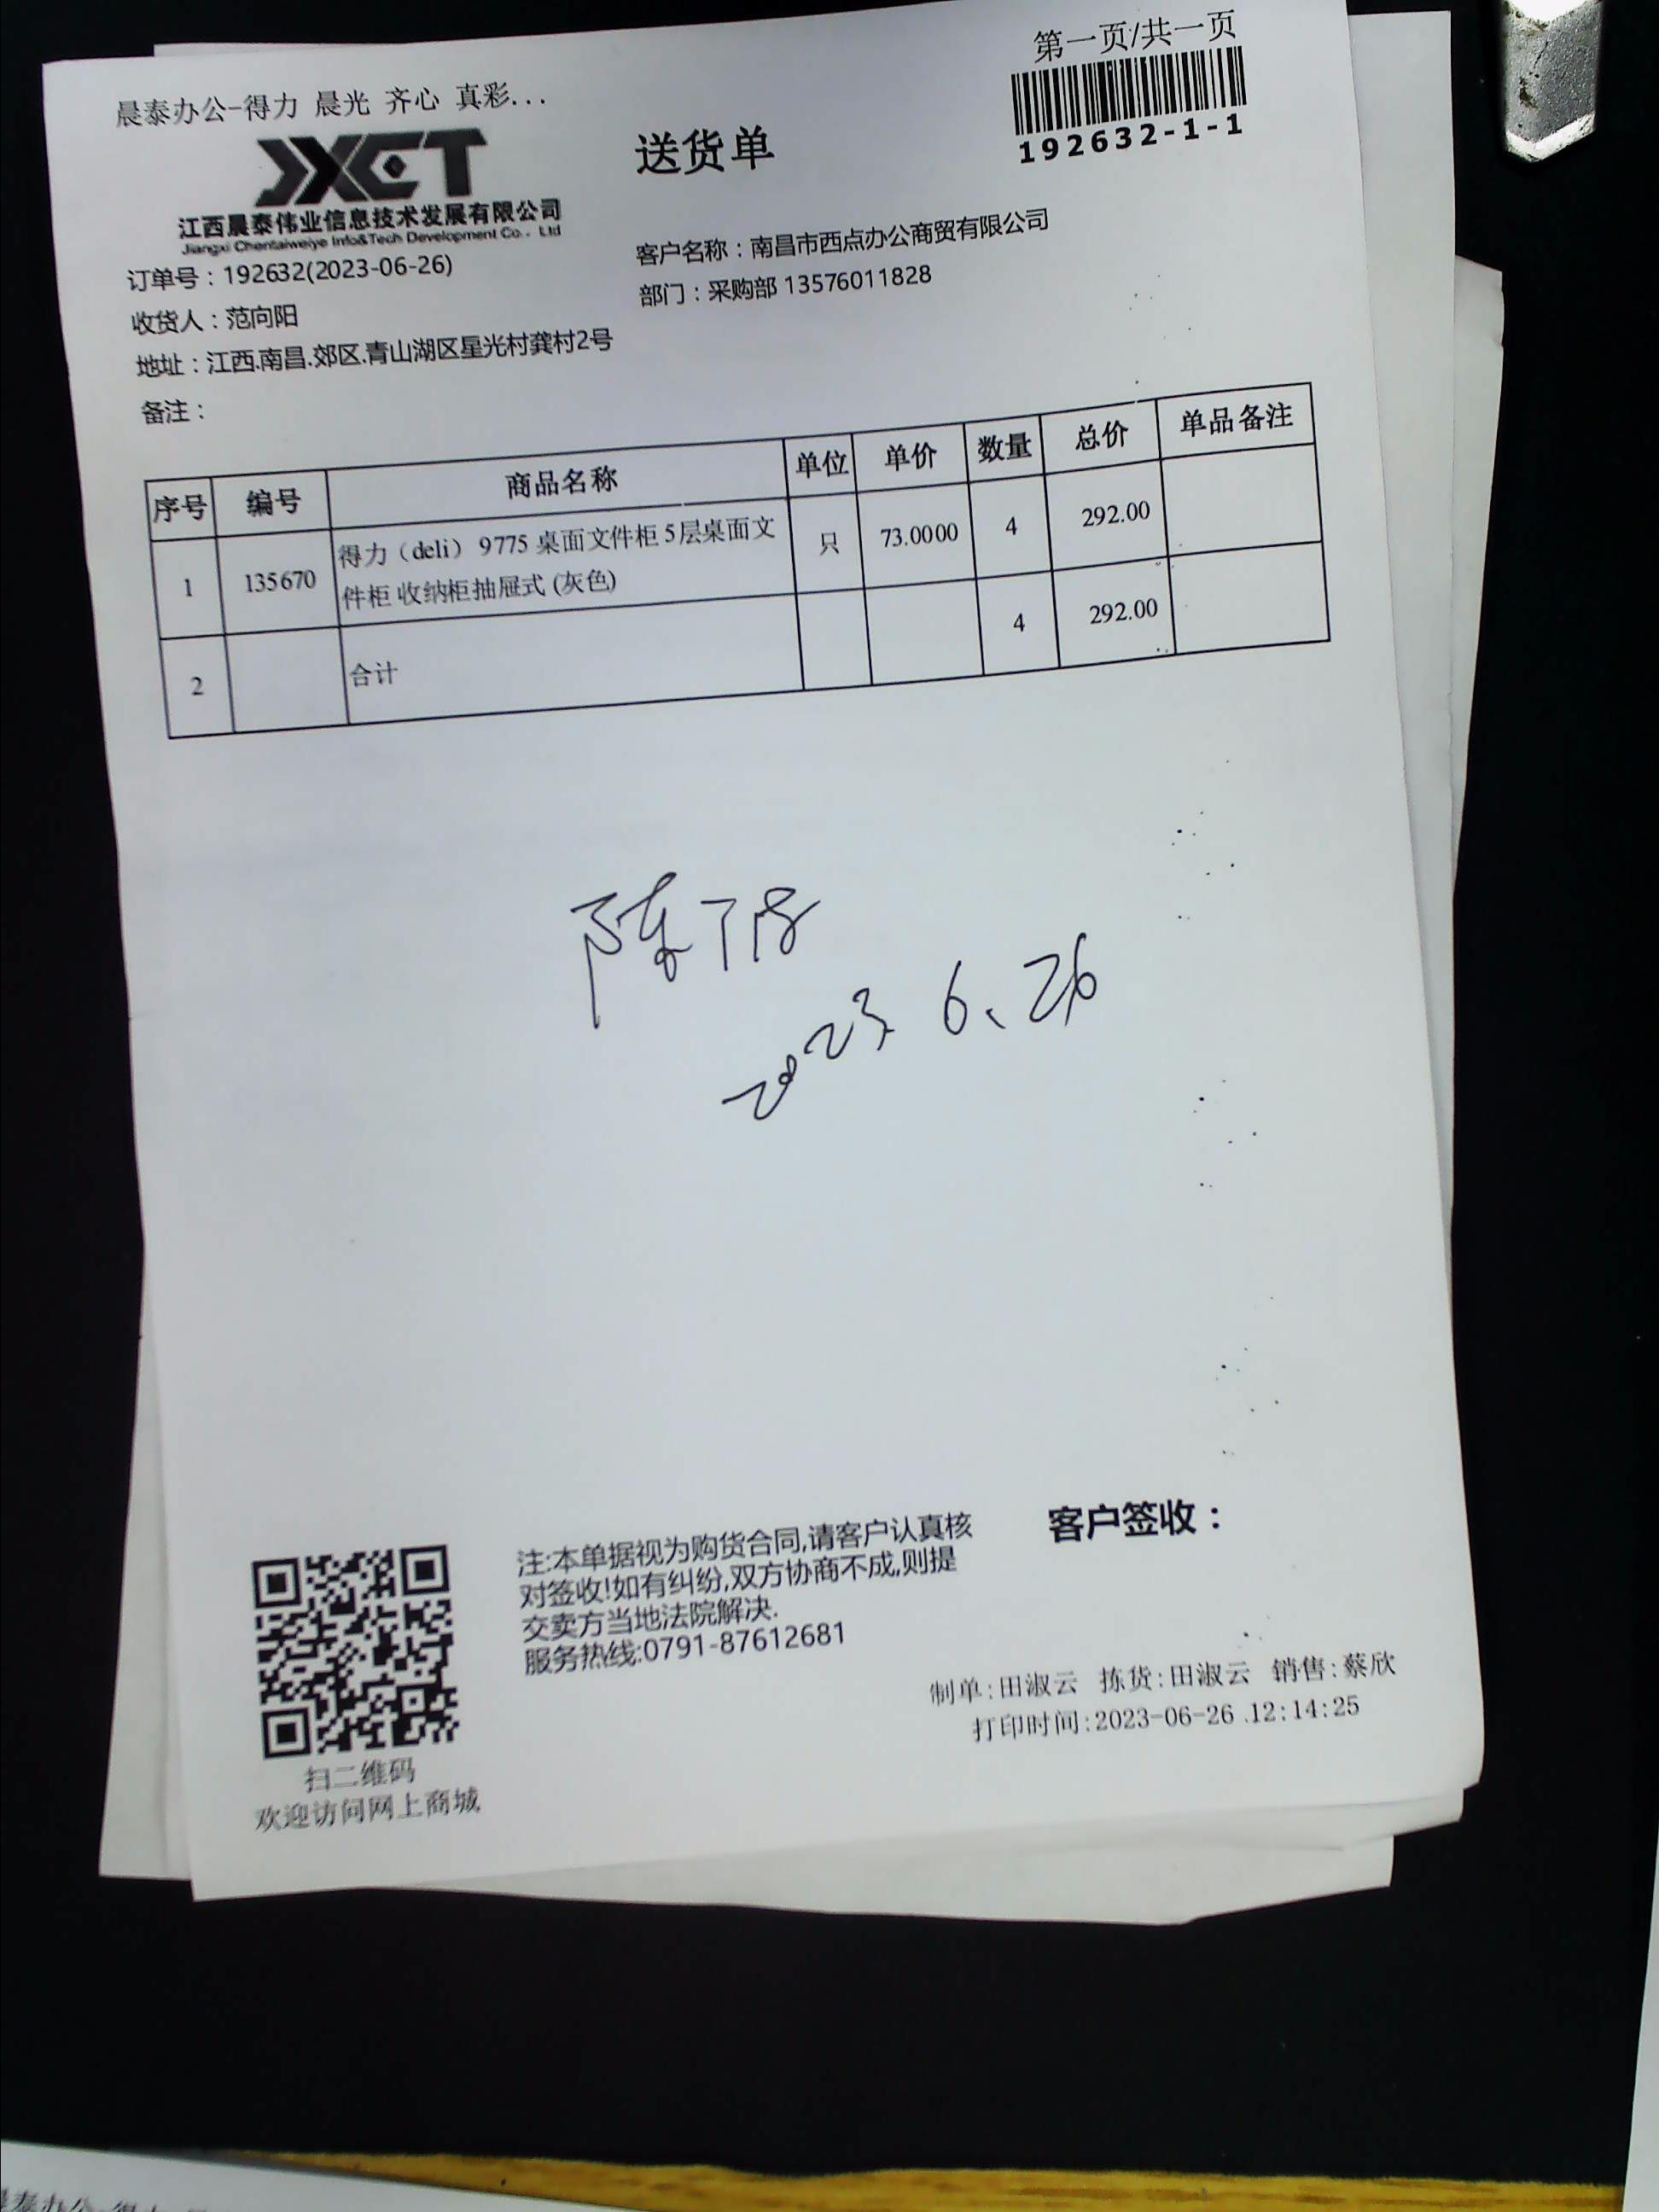 第一页/共一页
晨泰办公-得力 晨光 齐心 真彩...
192632-1-1
JXCT
送货单
江西晨泰伟业信息技术发展有限公司
Jiangxi Chentaiweiye Info&Tech Development Co., Ltd
订单号：192632(2023-06-26)
客户名称：南昌市西点办公商贸有限公司
收货人：范向阳
部门：采购部 13576011828
地址：江西.南昌.郊区.青山湖区星光村龚村2号
备注：
序号 编号 商品名称 单位 单价 数量 总价 单品备注
1 135670 得力（deli）9775 桌面文件柜 5层桌面文 只 73.0000 4 292.00
件柜 收纳柜抽屉式 (灰色)
2 合计 4 292.00
陈
2023 6、26
客户签收：
注:本单据视为购货合同,请客户认真核
对签收!如有纠纷,双方协商不成,则提
交卖方当地法院解决.
服务热线:0791-87612681
制单:田淑云 拣货:田淑云 销售:蔡欣
打印时间:2023-06-26 12:14:25
扫二维码
欢迎访问网上商城